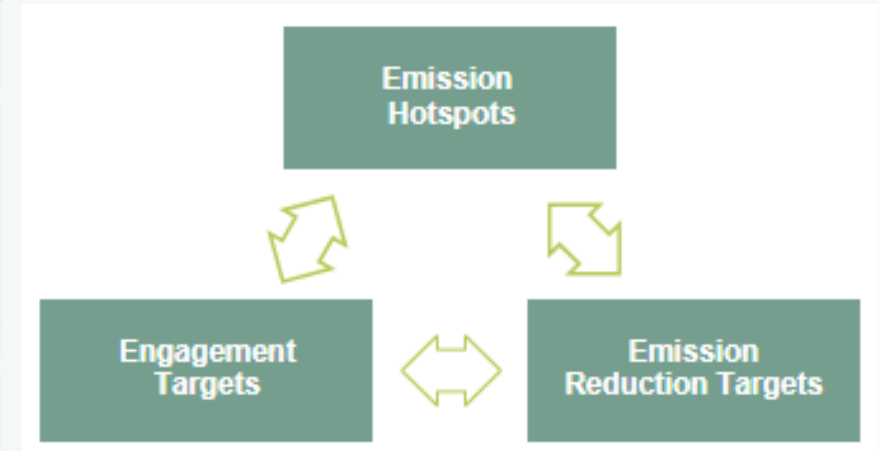 Emission
Hotspots
Engagement
Targets
Emission
Reduction Targets